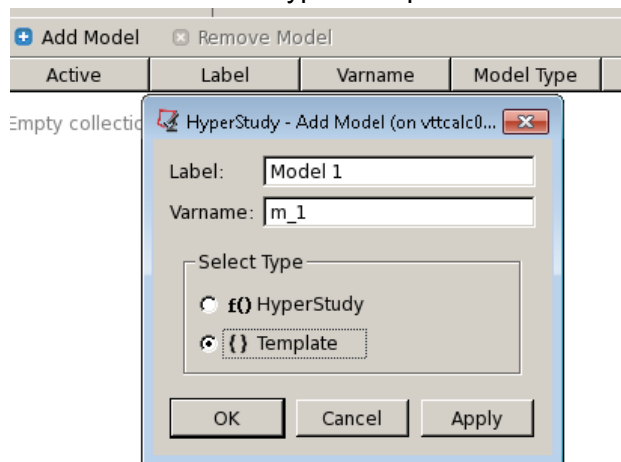 Add Model Remove Model
Active Label Varname Model Type
Empty collectio
HyperStudy - Add Model (on vttcalc0...
Label: Model 1
Varname: m_1
Select Type
f() HyperStudy
{} Template
OK Cancel Apply